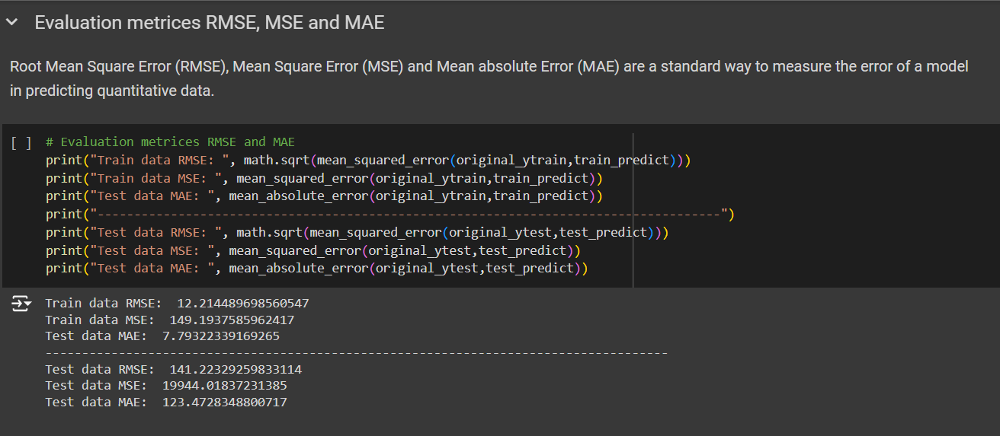 Evaluation metrices RMSE, MSE and MAE
Root Mean Square Error (RMSE), Mean Square Error (MSE) and Mean absolute Error (MAE) are a standard way to measure the error of a model
in predicting quantitative data.
[ ] # Evaluation metrices RMSE and MAE
print("Train data RMSE: ", math.sqrt(mean_squared_error(original_ytrain,train_predict)))
print("Train data MSE: ", mean_squared_error(original_ytrain,train_predict))
print("Test data MAE: ", mean_absolute_error(original_ytrain,train_predict))
print("-------------------------------------------------------------------------------------")
print("Test data RMSE: ", math.sqrt(mean_squared_error(original_ytest,test_predict)))
print("Test data MSE: ", mean_squared_error(original_ytest,test_predict))
print("Test data MAE: ", mean_absolute_error(original_ytest,test_predict))
Train data RMSE:  12.214489698560547
Train data MSE:  149.1937585962417
Test data MAE:  7.79322339169265
-------------------------------------------------------------------------------------
Test data RMSE:  141.22329259833114
Test data MSE:  19944.01837231385
Test data MAE:  123.4728348800717